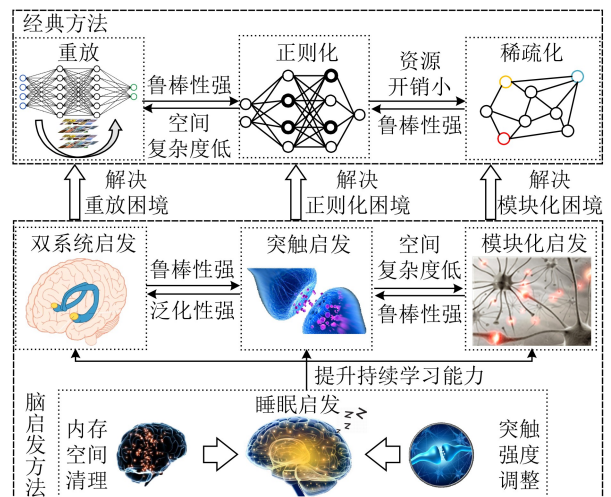 经典方法
重放
正则化
稀疏化
鲁棒性强
空间
复杂度低
资源
开销小
鲁棒性强
解决
重放困境
解决
正则化困境
解决
模块化困境
双系统启发
突触启发
模块化启发
鲁棒性强
泛化性强
空间
复杂度低
鲁棒性强
提升持续学习能力
脑启发方法
睡眠启发
内存
空间
清理
z z z z
突触
强度
调整